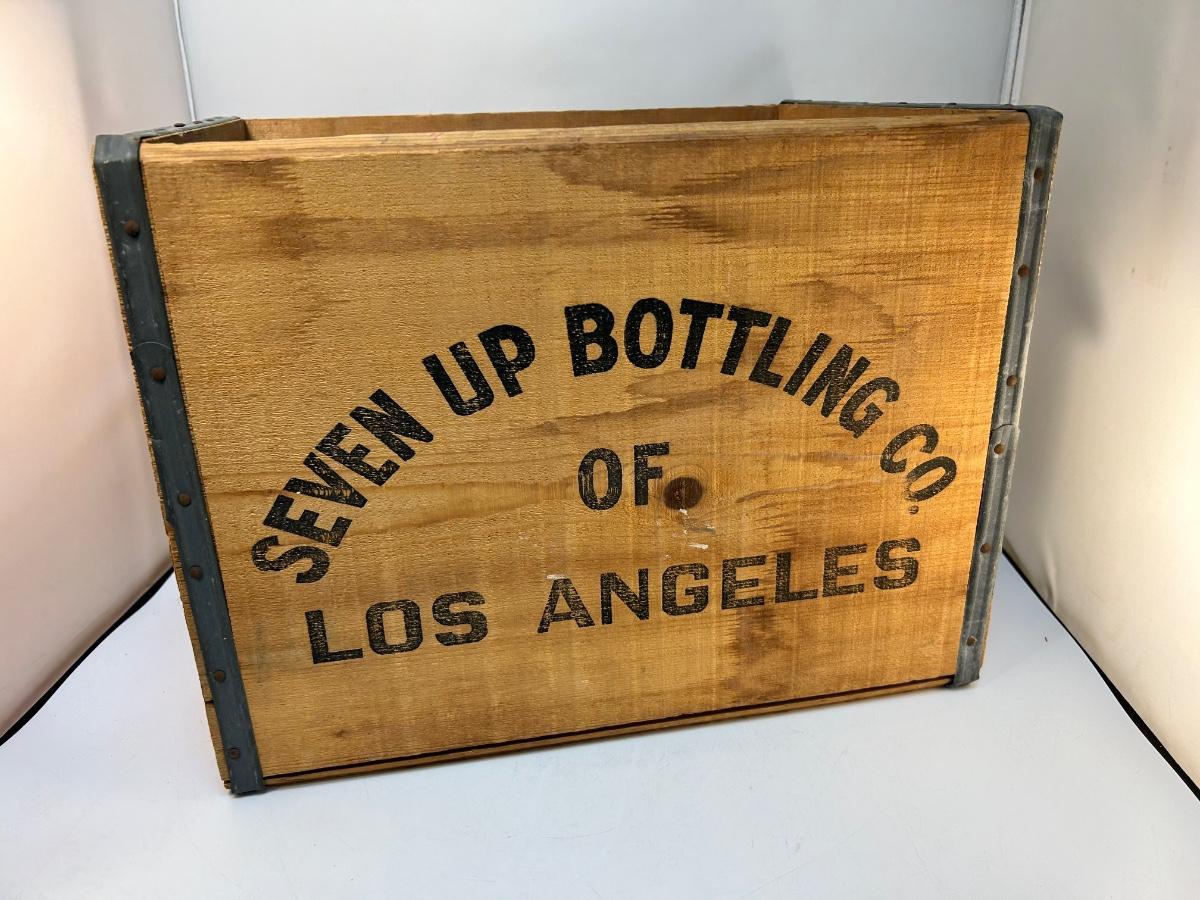 SEVEN UP BOTTLING CO.
OF
LOS ANGELES